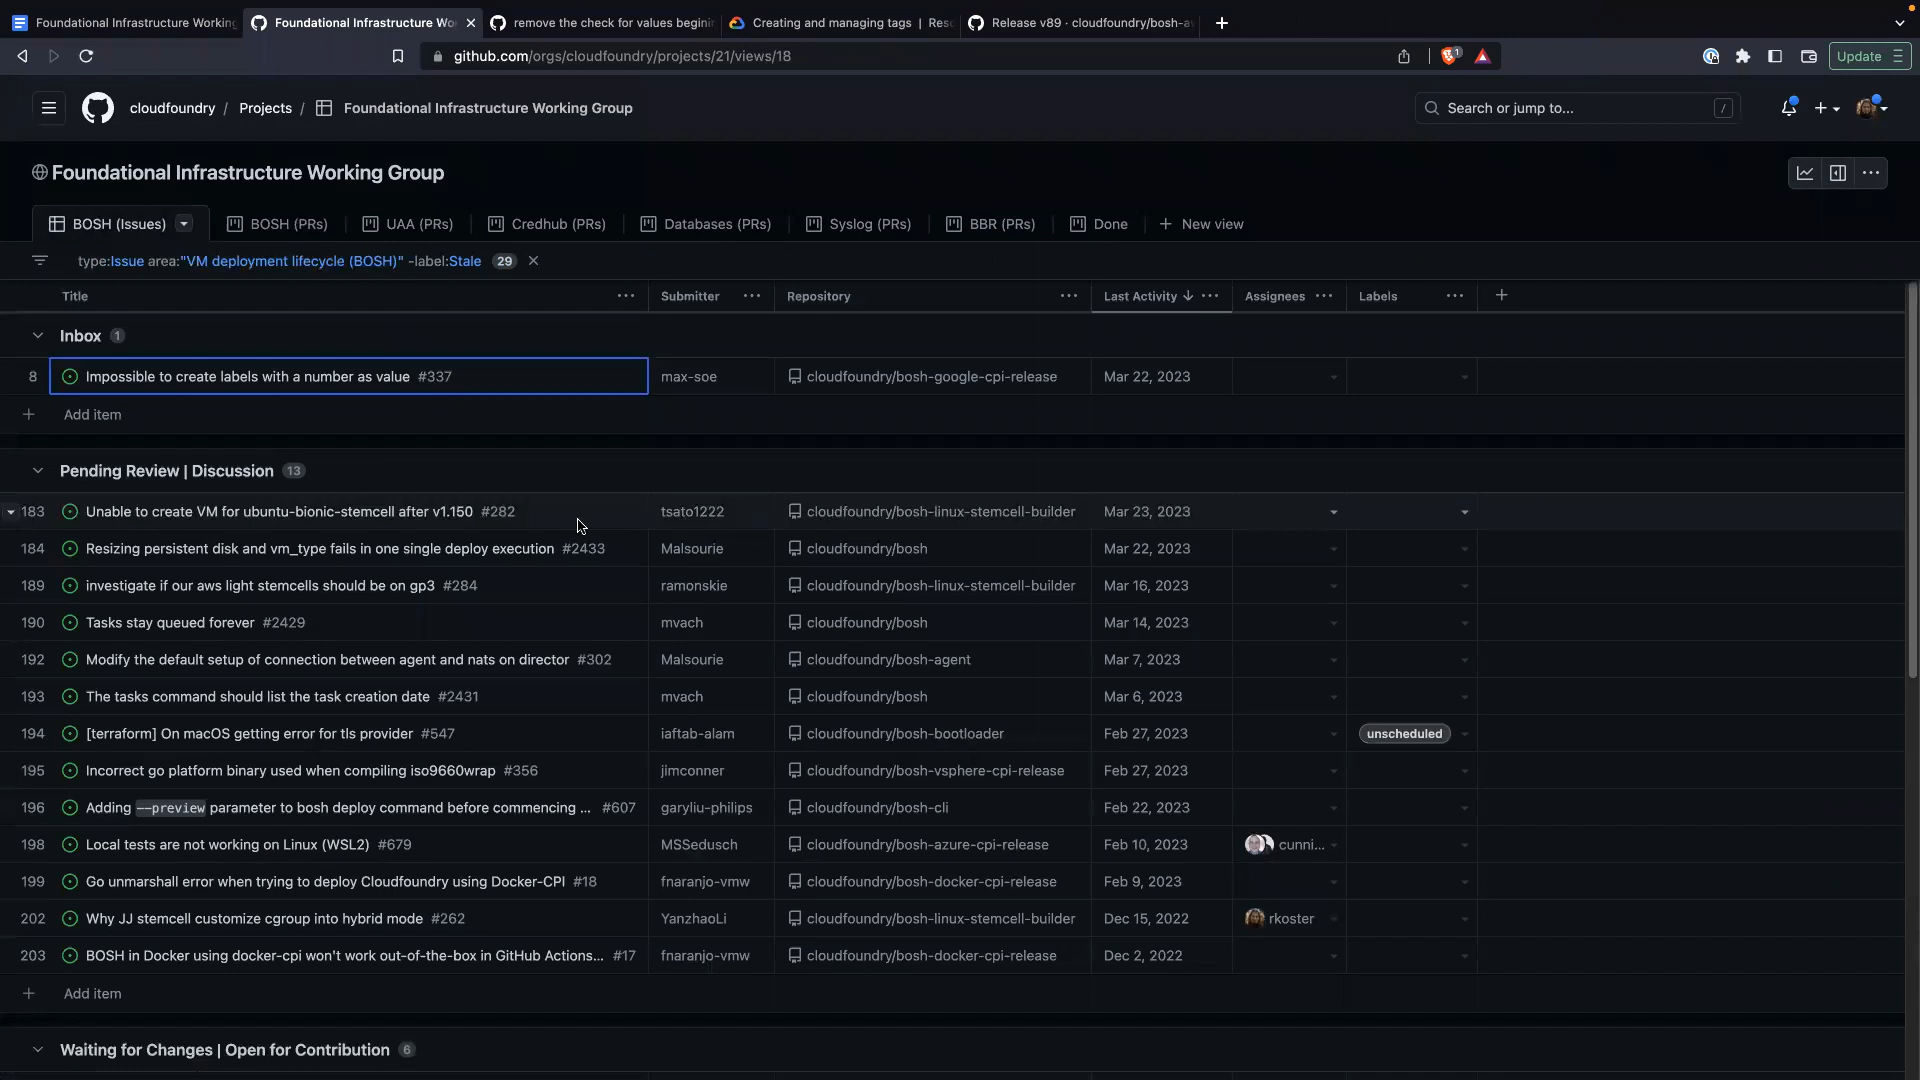 Foundational Infrastructure Working
Foundational Infrastructure Wo
remove the check for values beginin
Creating and managing tags | Res
Release v89 · cloudfoundry/bosh-a
github.com/orgs/cloudfoundry/projects/21/views/18
1
Update
cloudfoundry / Projects / Foundational Infrastructure Working Group
Search or jump to... /
Foundational Infrastructure Working Group
BOSH (Issues) BOSH (PRs) UAA (PRs) Credhub (PRs) Databases (PRs) Syslog (PRs) BBR (PRs) Done + New view
type:Issue area:"VM deployment lifecycle (BOSH)" -label:Stale 29
Title Submitter Repository Last Activity Assignees Labels
Inbox 1
8 Impossible to create labels with a number as value #337 max-soe cloudfoundry/bosh-google-cpi-release Mar 22, 2023
+ Add item
Pending Review | Discussion 13
183 Unable to create VM for ubuntu-bionic-stemcell after v1.150 #282 tsato1222 cloudfoundry/bosh-linux-stemcell-builder Mar 23, 2023
184 Resizing persistent disk and vm_type fails in one single deploy execution #2433 Malsourie cloudfoundry/bosh Mar 22, 2023
189 investigate if our aws light stemcells should be on gp3 #284 ramonskie cloudfoundry/bosh-linux-stemcell-builder Mar 16, 2023
190 Tasks stay queued forever #2429 mvach cloudfoundry/bosh Mar 14, 2023
192 Modify the default setup of connection between agent and nats on director #302 Malsourie cloudfoundry/bosh-agent Mar 7, 2023
193 The tasks command should list the task creation date #2431 mvach cloudfoundry/bosh Mar 6, 2023
194 [terraform] On macOS getting error for tls provider #547 iaftab-alam cloudfoundry/bosh-bootloader Feb 27, 2023 unscheduled
195 Incorrect go platform binary used when compiling iso9660wrap #356 jimconner cloudfoundry/bosh-vsphere-cpi-release Feb 27, 2023
196 Adding --preview parameter to bosh deploy command before commencing ... #607 garyliu-philips cloudfoundry/bosh-cli Feb 22, 2023
198 Local tests are not working on Linux (WSL2) #679 MSSedusch cloudfoundry/bosh-azure-cpi-release Feb 10, 2023 cunni...
199 Go unmarshall error when trying to deploy Cloudfoundry using Docker-CPI #18 fnaranjo-vmw cloudfoundry/bosh-docker-cpi-release Feb 9, 2023
202 Why JJ stemcell customize cgroup into hybrid mode #262 YanzhaoLi cloudfoundry/bosh-linux-stemcell-builder Dec 15, 2022 rkoster
203 BOSH in Docker using docker-cpi won't work out-of-the-box in GitHub Actions... #17 fnaranjo-vmw cloudfoundry/bosh-docker-cpi-release Dec 2, 2022
+ Add item
Waiting for Changes | Open for Contribution 6